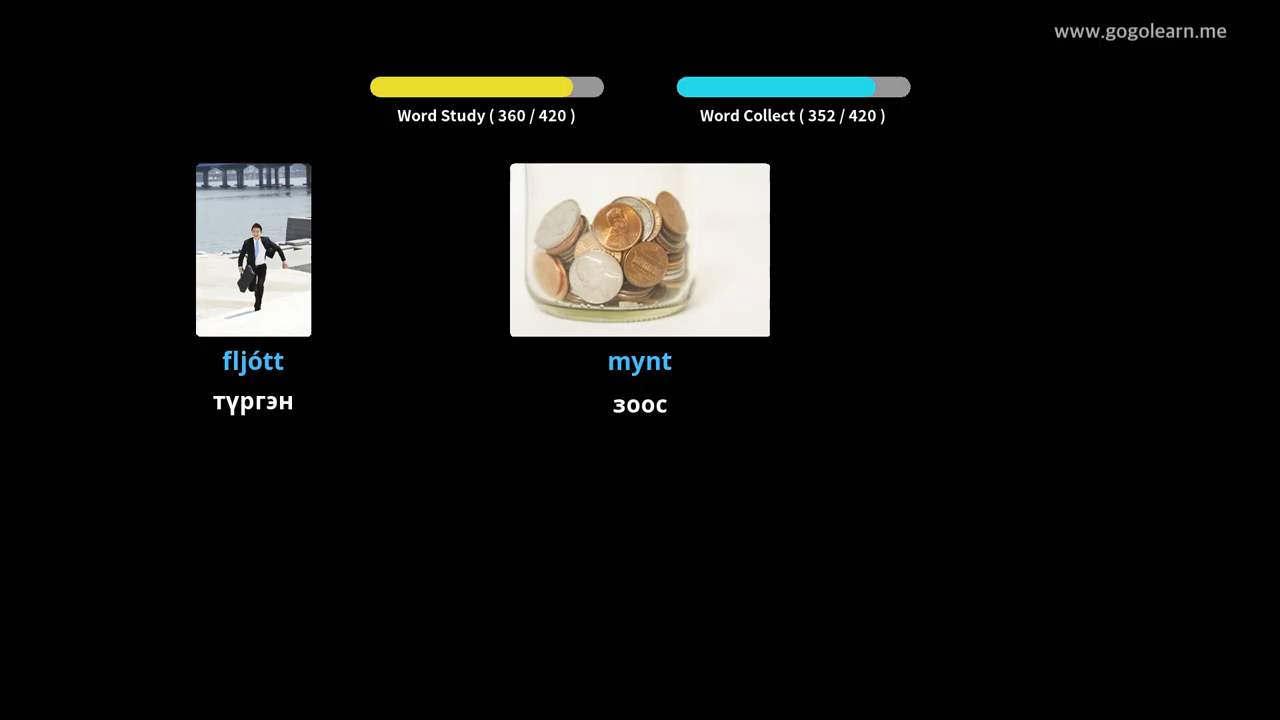 www.gogolearn.me
Word Study ( 360 / 420 )
Word Collect ( 352 / 420 )
fljótt
түргэн
mynt
зоос